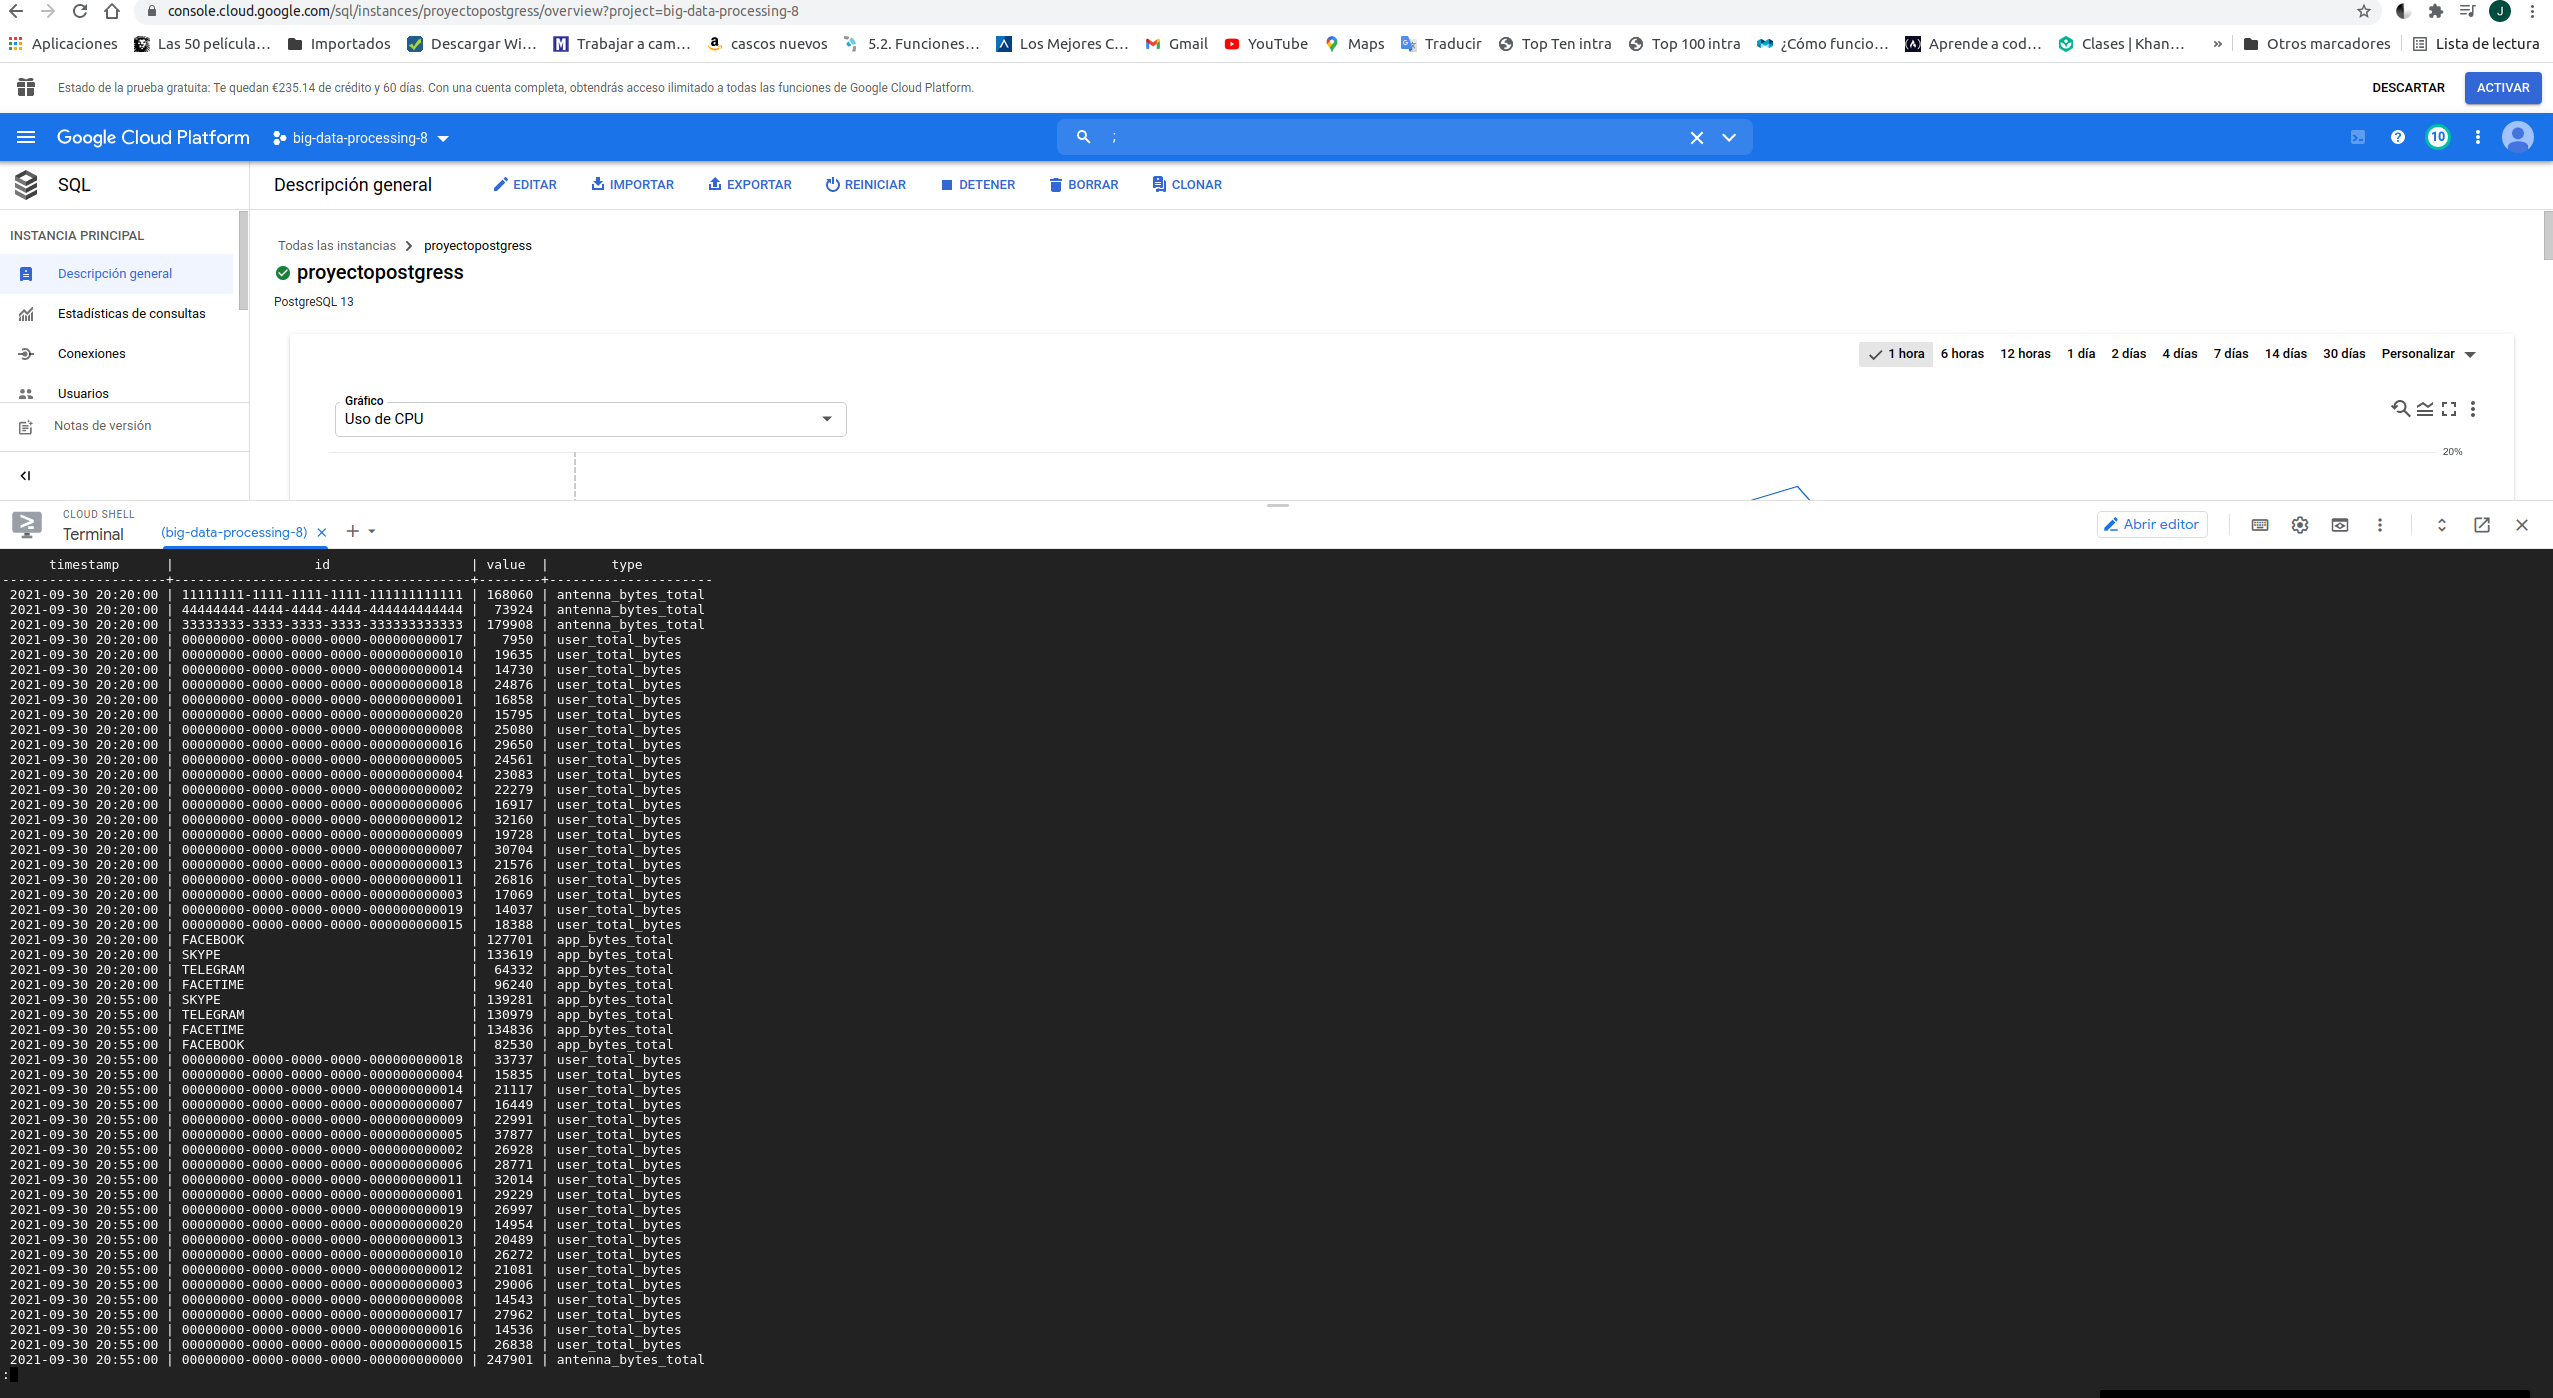 console.cloud.google.com/sql/instances/proyectopostgress/overview?project=big-data-processing-8
Aplicaciones Las 50 película... Importados Descargar Wi... Trabajar a cam... cascos nuevos 5.2. Funciones... Los Mejores C... Gmail YouTube Maps Traducir Top Ten intra Top 100 intra ¿Cómo funcio... Aprende a cod... Clases | Khan... » Otros marcadores Lista de lectura
Estado de la prueba gratuita: Te quedan €235.14 de crédito y 60 días. Con una cuenta completa, obtendrás acceso ilimitado a todas las funciones de Google Cloud Platform. DESCARTAR ACTIVAR
Google Cloud Platform big-data-processing-8 ; 10
SQL Descripción general EDITAR IMPORTAR EXPORTAR REINICIAR DETENER BORRAR CLONAR
INSTANCIA PRINCIPAL
Descripción general
Estadísticas de consultas
Conexiones
Usuarios
Notas de versión
Todas las instancias > proyectopostgress
proyectopostgress
PostgreSQL 13
1 hora 6 horas 12 horas 1 día 2 días 4 días 7 días 14 días 30 días Personalizar
Gráfico
Uso de CPU
20%
CLOUD SHELL
Terminal (big-data-processing-8) Abrir editor
timestamp | id | value | type
---------------------+--------------------------------------+--------+---------------------
2021-09-30 20:20:00 | 11111111-1111-1111-1111-111111111111 | 168060 | antenna_bytes_total
2021-09-30 20:20:00 | 44444444-4444-4444-4444-444444444444 | 73924 | antenna_bytes_total
2021-09-30 20:20:00 | 33333333-3333-3333-3333-333333333333 | 179908 | antenna_bytes_total
2021-09-30 20:20:00 | 00000000-0000-0000-0000-000000000017 | 7950 | user_total_bytes
2021-09-30 20:20:00 | 00000000-0000-0000-0000-000000000010 | 19635 | user_total_bytes
2021-09-30 20:20:00 | 00000000-0000-0000-0000-000000000014 | 14730 | user_total_bytes
2021-09-30 20:20:00 | 00000000-0000-0000-0000-000000000018 | 24876 | user_total_bytes
2021-09-30 20:20:00 | 00000000-0000-0000-0000-000000000001 | 16858 | user_total_bytes
2021-09-30 20:20:00 | 00000000-0000-0000-0000-000000000020 | 15795 | user_total_bytes
2021-09-30 20:20:00 | 00000000-0000-0000-0000-000000000008 | 25080 | user_total_bytes
2021-09-30 20:20:00 | 00000000-0000-0000-0000-000000000016 | 29650 | user_total_bytes
2021-09-30 20:20:00 | 00000000-0000-0000-0000-000000000005 | 24561 | user_total_bytes
2021-09-30 20:20:00 | 00000000-0000-0000-0000-000000000004 | 23083 | user_total_bytes
2021-09-30 20:20:00 | 00000000-0000-0000-0000-000000000002 | 22279 | user_total_bytes
2021-09-30 20:20:00 | 00000000-0000-0000-0000-000000000006 | 16917 | user_total_bytes
2021-09-30 20:20:00 | 00000000-0000-0000-0000-000000000012 | 32160 | user_total_bytes
2021-09-30 20:20:00 | 00000000-0000-0000-0000-000000000009 | 19728 | user_total_bytes
2021-09-30 20:20:00 | 00000000-0000-0000-0000-000000000007 | 30704 | user_total_bytes
2021-09-30 20:20:00 | 00000000-0000-0000-0000-000000000013 | 21576 | user_total_bytes
2021-09-30 20:20:00 | 00000000-0000-0000-0000-000000000011 | 26816 | user_total_bytes
2021-09-30 20:20:00 | 00000000-0000-0000-0000-000000000003 | 17069 | user_total_bytes
2021-09-30 20:20:00 | 00000000-0000-0000-0000-000000000019 | 14037 | user_total_bytes
2021-09-30 20:20:00 | 00000000-0000-0000-0000-000000000015 | 18388 | user_total_bytes
2021-09-30 20:20:00 | FACEBOOK | 127701 | app_bytes_total
2021-09-30 20:20:00 | SKYPE | 133619 | app_bytes_total
2021-09-30 20:20:00 | TELEGRAM | 64332 | app_bytes_total
2021-09-30 20:20:00 | FACETIME | 96240 | app_bytes_total
2021-09-30 20:55:00 | SKYPE | 139281 | app_bytes_total
2021-09-30 20:55:00 | TELEGRAM | 130979 | app_bytes_total
2021-09-30 20:55:00 | FACETIME | 134836 | app_bytes_total
2021-09-30 20:55:00 | FACEBOOK | 82530 | app_bytes_total
2021-09-30 20:55:00 | 00000000-0000-0000-0000-000000000018 | 33737 | user_total_bytes
2021-09-30 20:55:00 | 00000000-0000-0000-0000-000000000004 | 15835 | user_total_bytes
2021-09-30 20:55:00 | 00000000-0000-0000-0000-000000000014 | 21117 | user_total_bytes
2021-09-30 20:55:00 | 00000000-0000-0000-0000-000000000007 | 16449 | user_total_bytes
2021-09-30 20:55:00 | 00000000-0000-0000-0000-000000000009 | 22991 | user_total_bytes
2021-09-30 20:55:00 | 00000000-0000-0000-0000-000000000005 | 37877 | user_total_bytes
2021-09-30 20:55:00 | 00000000-0000-0000-0000-000000000002 | 26928 | user_total_bytes
2021-09-30 20:55:00 | 00000000-0000-0000-0000-000000000006 | 28771 | user_total_bytes
2021-09-30 20:55:00 | 00000000-0000-0000-0000-000000000011 | 32014 | user_total_bytes
2021-09-30 20:55:00 | 00000000-0000-0000-0000-000000000001 | 29229 | user_total_bytes
2021-09-30 20:55:00 | 00000000-0000-0000-0000-000000000019 | 26997 | user_total_bytes
2021-09-30 20:55:00 | 00000000-0000-0000-0000-000000000020 | 14954 | user_total_bytes
2021-09-30 20:55:00 | 00000000-0000-0000-0000-000000000013 | 20489 | user_total_bytes
2021-09-30 20:55:00 | 00000000-0000-0000-0000-000000000010 | 26272 | user_total_bytes
2021-09-30 20:55:00 | 00000000-0000-0000-0000-000000000012 | 21081 | user_total_bytes
2021-09-30 20:55:00 | 00000000-0000-0000-0000-000000000003 | 29006 | user_total_bytes
2021-09-30 20:55:00 | 00000000-0000-0000-0000-000000000008 | 14543 | user_total_bytes
2021-09-30 20:55:00 | 00000000-0000-0000-0000-000000000017 | 27962 | user_total_bytes
2021-09-30 20:55:00 | 00000000-0000-0000-0000-000000000016 | 14536 | user_total_bytes
2021-09-30 20:55:00 | 00000000-0000-0000-0000-000000000015 | 26838 | user_total_bytes
2021-09-30 20:55:00 | 00000000-0000-0000-0000-000000000000 | 247901 | antenna_bytes_total
: